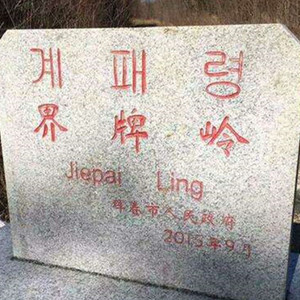 계 패 령
界 牌 岭
Jiepai Ling
珲春市人民政府
2015年9月